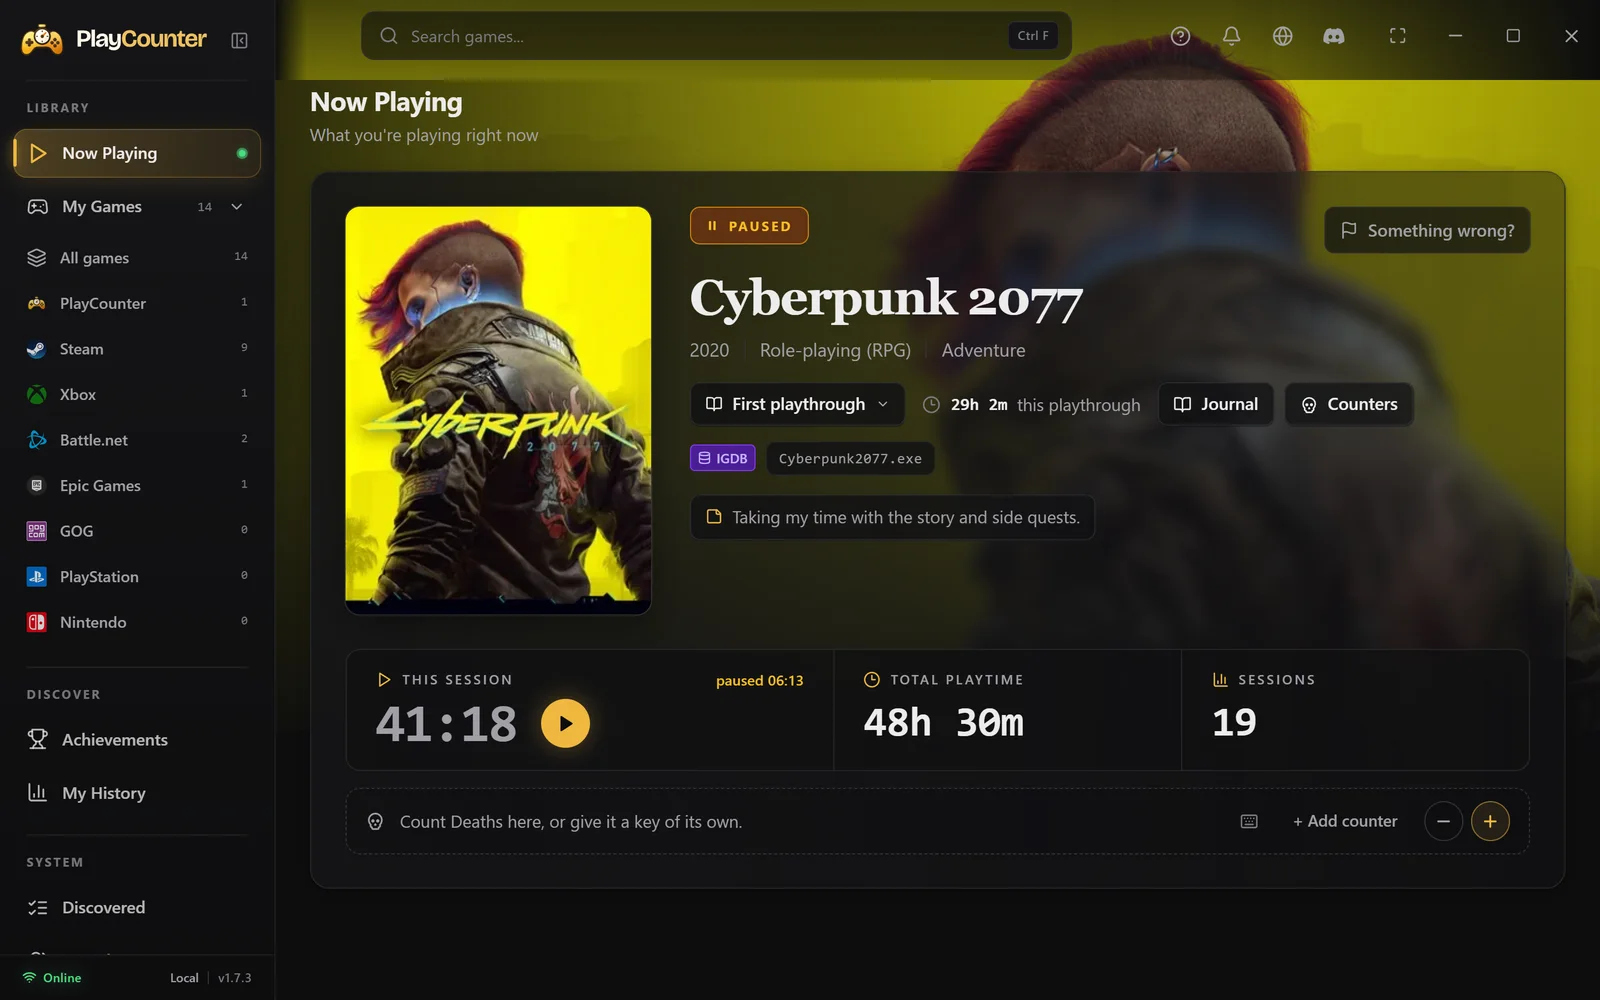 PlayCounter
Search games...
Ctrl F
LIBRARY
Now Playing
My Games 14
All games 14
PlayCounter 1
Steam 9
Xbox 1
Battle.net 2
Epic Games 1
GOG 0
PlayStation 0
Nintendo 0
DISCOVER
Achievements
My History
SYSTEM
Discovered
Online
Local
v1.7.3
Now Playing
What you're playing right now
CYBERPUNK
2077
PAUSED
Something wrong?
Cyberpunk 2077
2020
Role-playing (RPG)
Adventure
First playthrough
29h 2m this playthrough
Journal
Counters
IGDB
Cyberpunk2077.exe
Taking my time with the story and side quests.
THIS SESSION
paused 06:13
41:18
TOTAL PLAYTIME
48h 30m
SESSIONS
19
Count Deaths here, or give it a key of its own.
+ Add counter